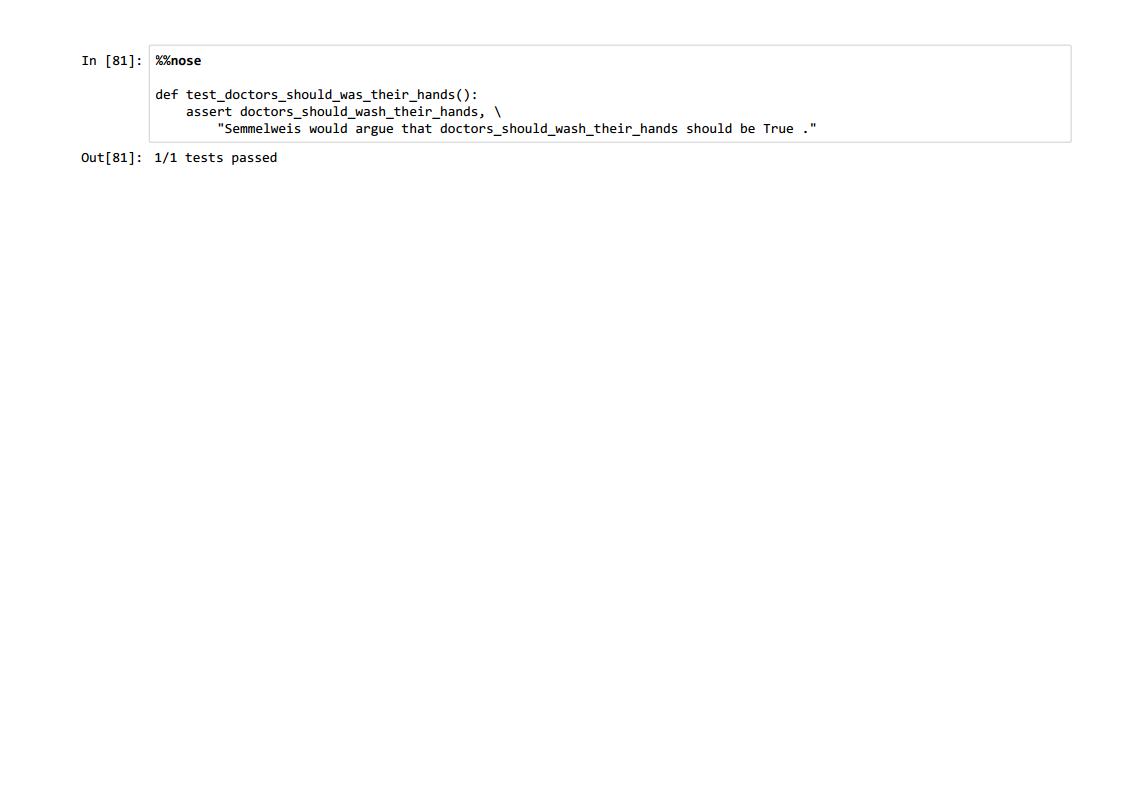 In [81]: %%nose
def test_doctors_should_was_their_hands():
    assert doctors_should_wash_their_hands, \
        "Semmelweis would argue that doctors_should_wash_their_hands should be True ."
Out[81]: 1/1 tests passed